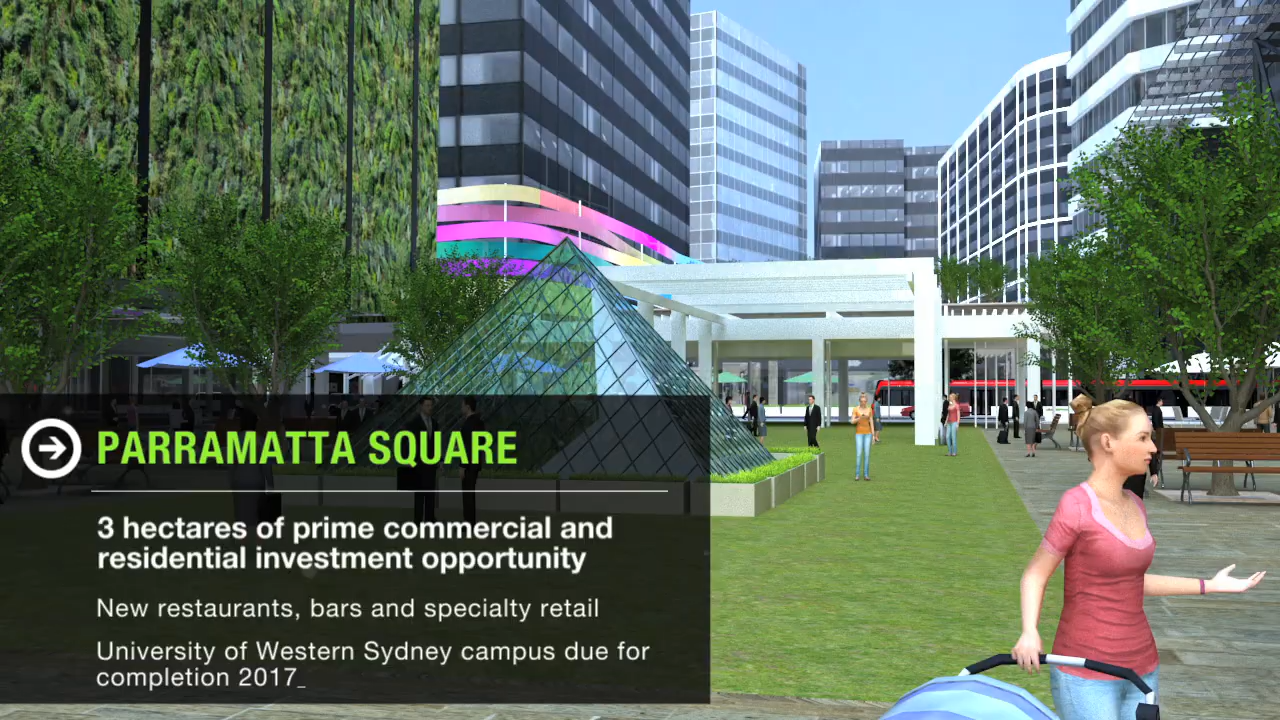 PARRAMATTA SQUARE
3 hectares of prime commercial and
residential investment opportunity
New restaurants, bars and specialty retail
University of Western Sydney campus due for
completion 2017_